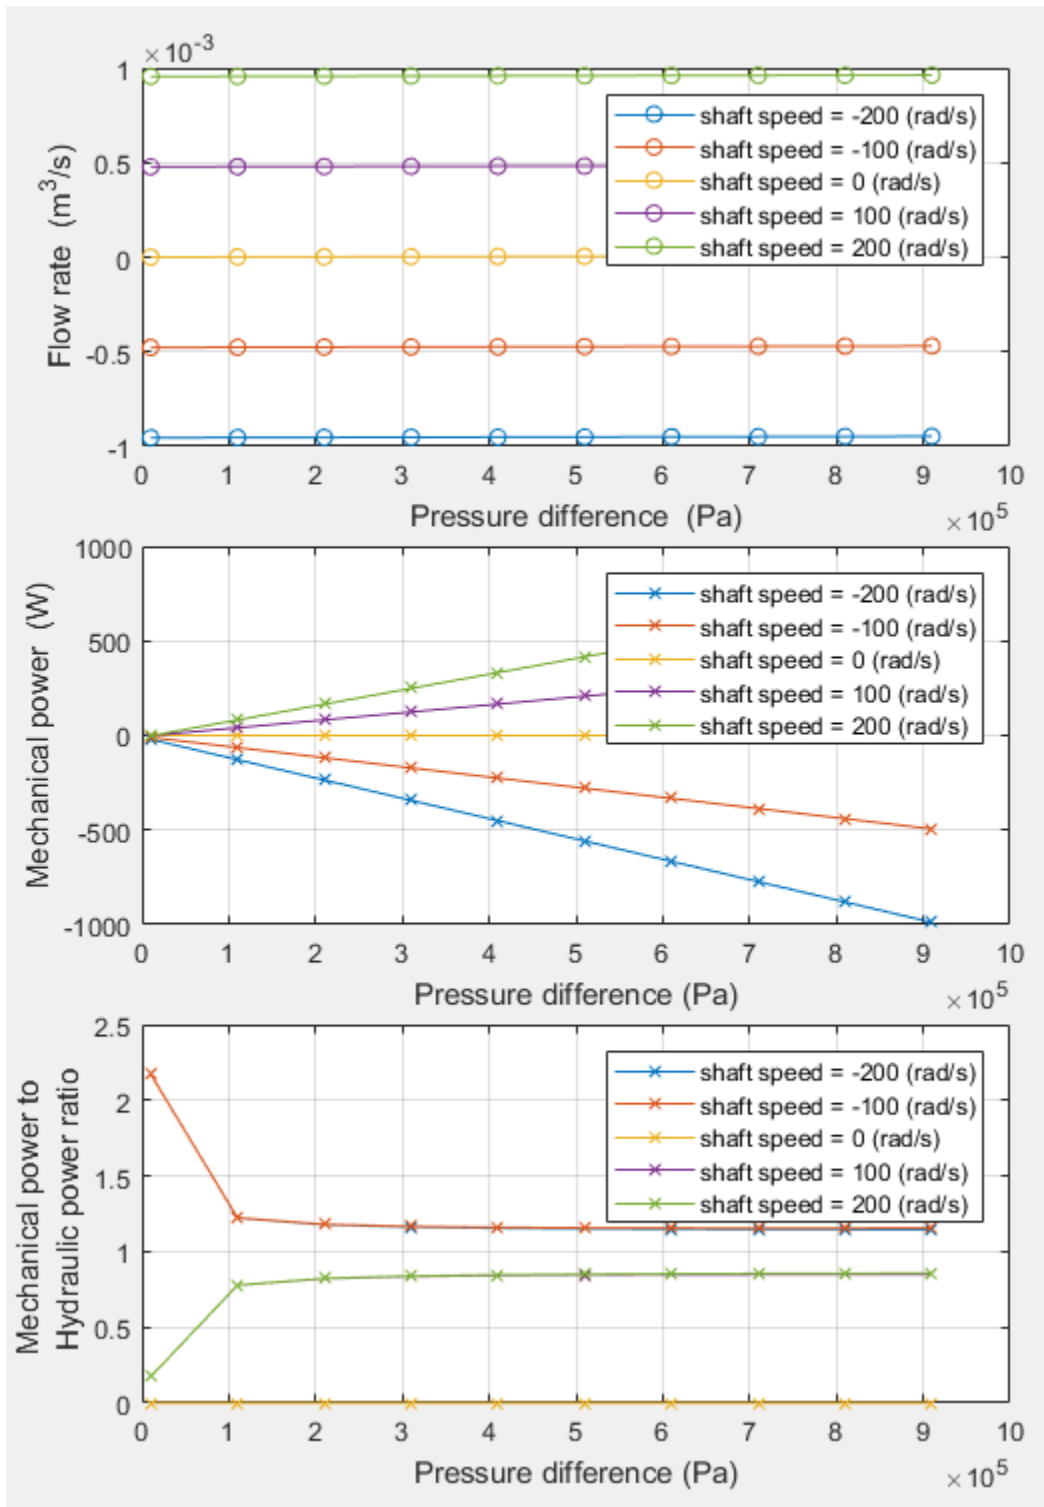 ×10^-3
1
0.5
0
-0.5
-1
Flow rate (m^3/s)
shaft speed = -200 (rad/s)
shaft speed = -100 (rad/s)
shaft speed = 0 (rad/s)
shaft speed = 100 (rad/s)
shaft speed = 200 (rad/s)
0 1 2 3 4 5 6 7 8 9 10
Pressure difference (Pa)
×10^5
1000
500
0
-500
-1000
Mechanical power (W)
shaft speed = -200 (rad/s)
shaft speed = -100 (rad/s)
shaft speed = 0 (rad/s)
shaft speed = 100 (rad/s)
shaft speed = 200 (rad/s)
0 1 2 3 4 5 6 7 8 9 10
Pressure difference (Pa)
×10^5
2.5
2
1.5
1
0.5
0
Mechanical power to
Hydraulic power ratio
shaft speed = -200 (rad/s)
shaft speed = -100 (rad/s)
shaft speed = 0 (rad/s)
shaft speed = 100 (rad/s)
shaft speed = 200 (rad/s)
0 1 2 3 4 5 6 7 8 9 10
Pressure difference (Pa)
×10^5